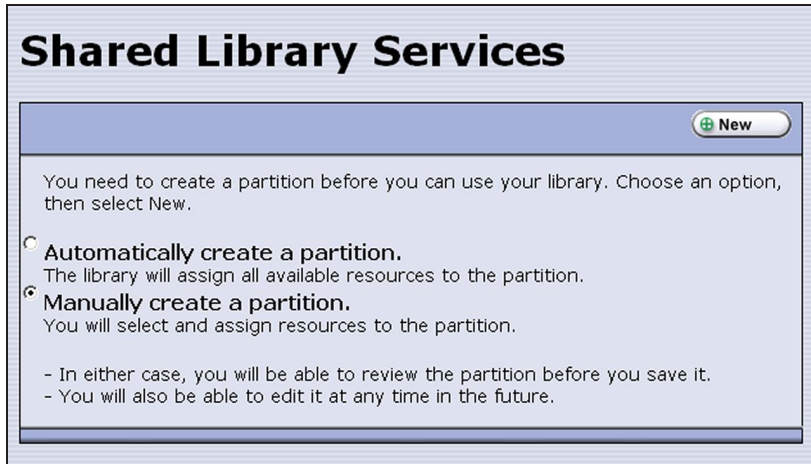 Shared Library Services
New
You need to create a partition before you can use your library. Choose an option,
then select New.
Automatically create a partition.
The library will assign all available resources to the partition.
Manually create a partition.
You will select and assign resources to the partition.
- In either case, you will be able to review the partition before you save it.
- You will also be able to edit it at any time in the future.